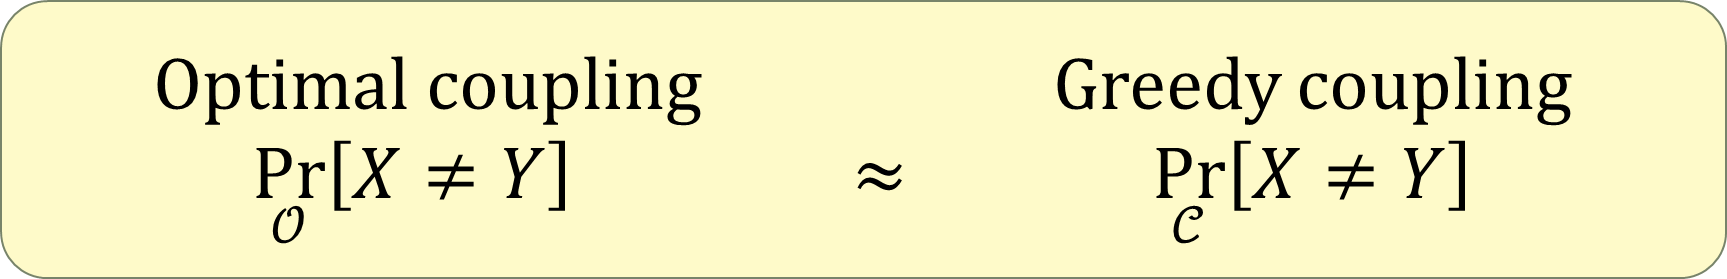 Optimal coupling Greedy coupling
Pr[X ≠ Y] ≈ Pr[X ≠ Y]
𝒪 𝒞